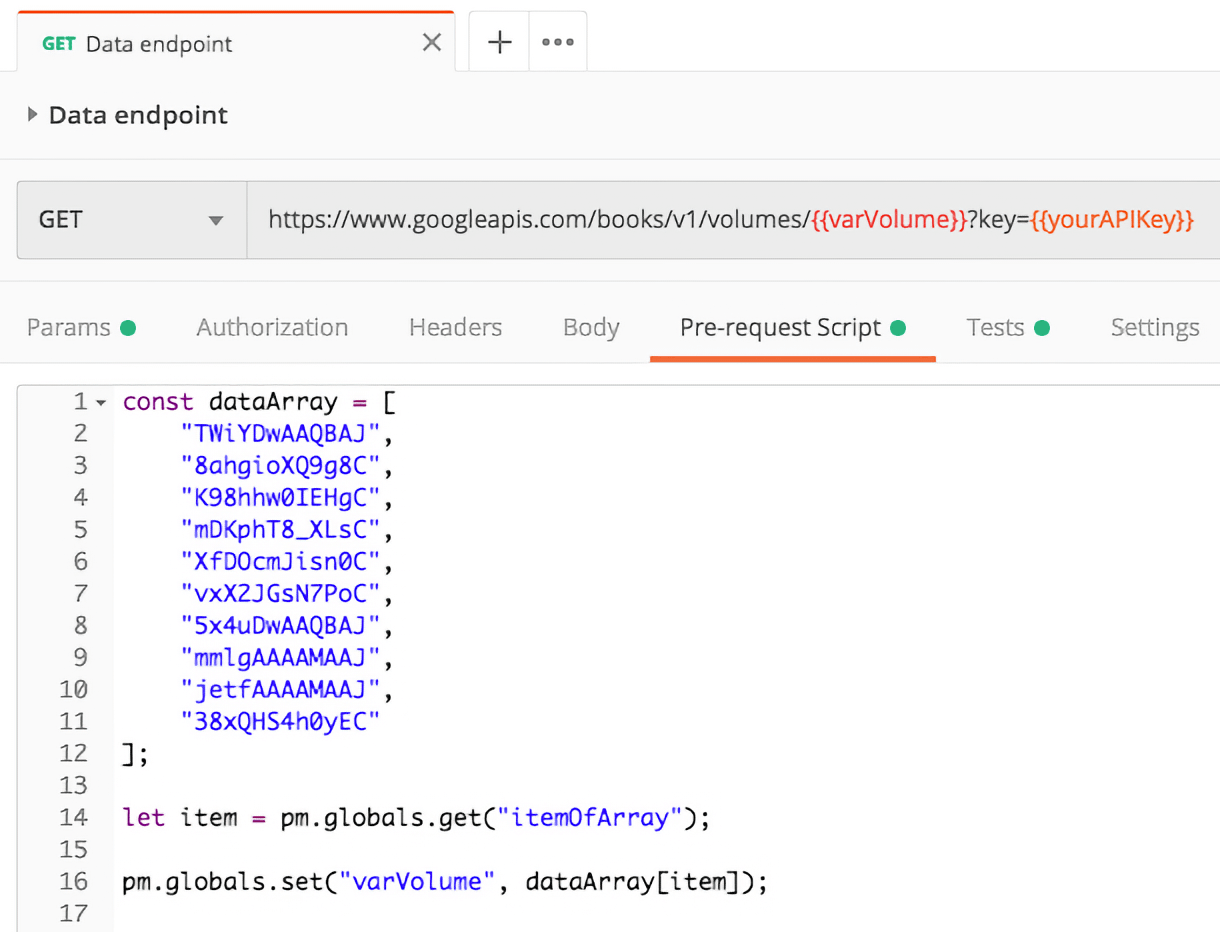 GET Data endpoint
Data endpoint
GET https://www.googleapis.com/books/v1/volumes/{{varVolume}}?key={{yourAPIKey}}
Params Authorization Headers Body Pre-request Script Tests Settings
1 const dataArray = [
2 "TWiYDwAAQBAJ",
3 "8ahgioXQ9g8C",
4 "K98hhw0IEHgC",
5 "mDKphT8_XLsC",
6 "XfDOcmJisn0C",
7 "vxX2JGsN7PoC",
8 "5x4uDwAAQBAJ",
9 "mmlgAAAAMAAJ",
10 "jetfAAAAMAAJ",
11 "38xQHS4h0yEC"
12 ];
13
14 let item = pm.globals.get("itemOfArray");
15
16 pm.globals.set("varVolume", dataArray[item]);
17